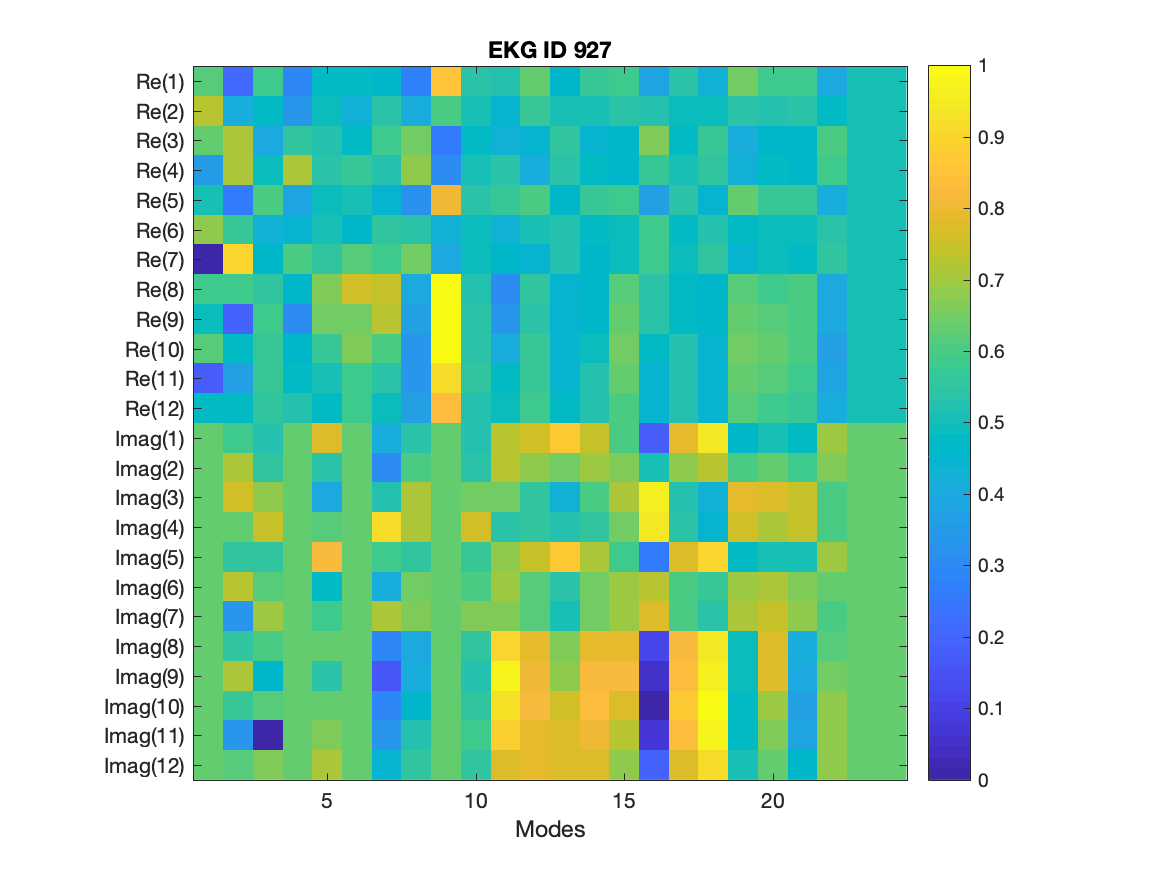 EKG ID 927
Re(1)
Re(2)
Re(3)
Re(4)
Re(5)
Re(6)
Re(7)
Re(8)
Re(9)
Re(10)
Re(11)
Re(12)
Imag(1)
Imag(2)
Imag(3)
Imag(4)
Imag(5)
Imag(6)
Imag(7)
Imag(8)
Imag(9)
Imag(10)
Imag(11)
Imag(12)
5 10 15 20
Modes
1
0.9
0.8
0.7
0.6
0.5
0.4
0.3
0.2
0.1
0